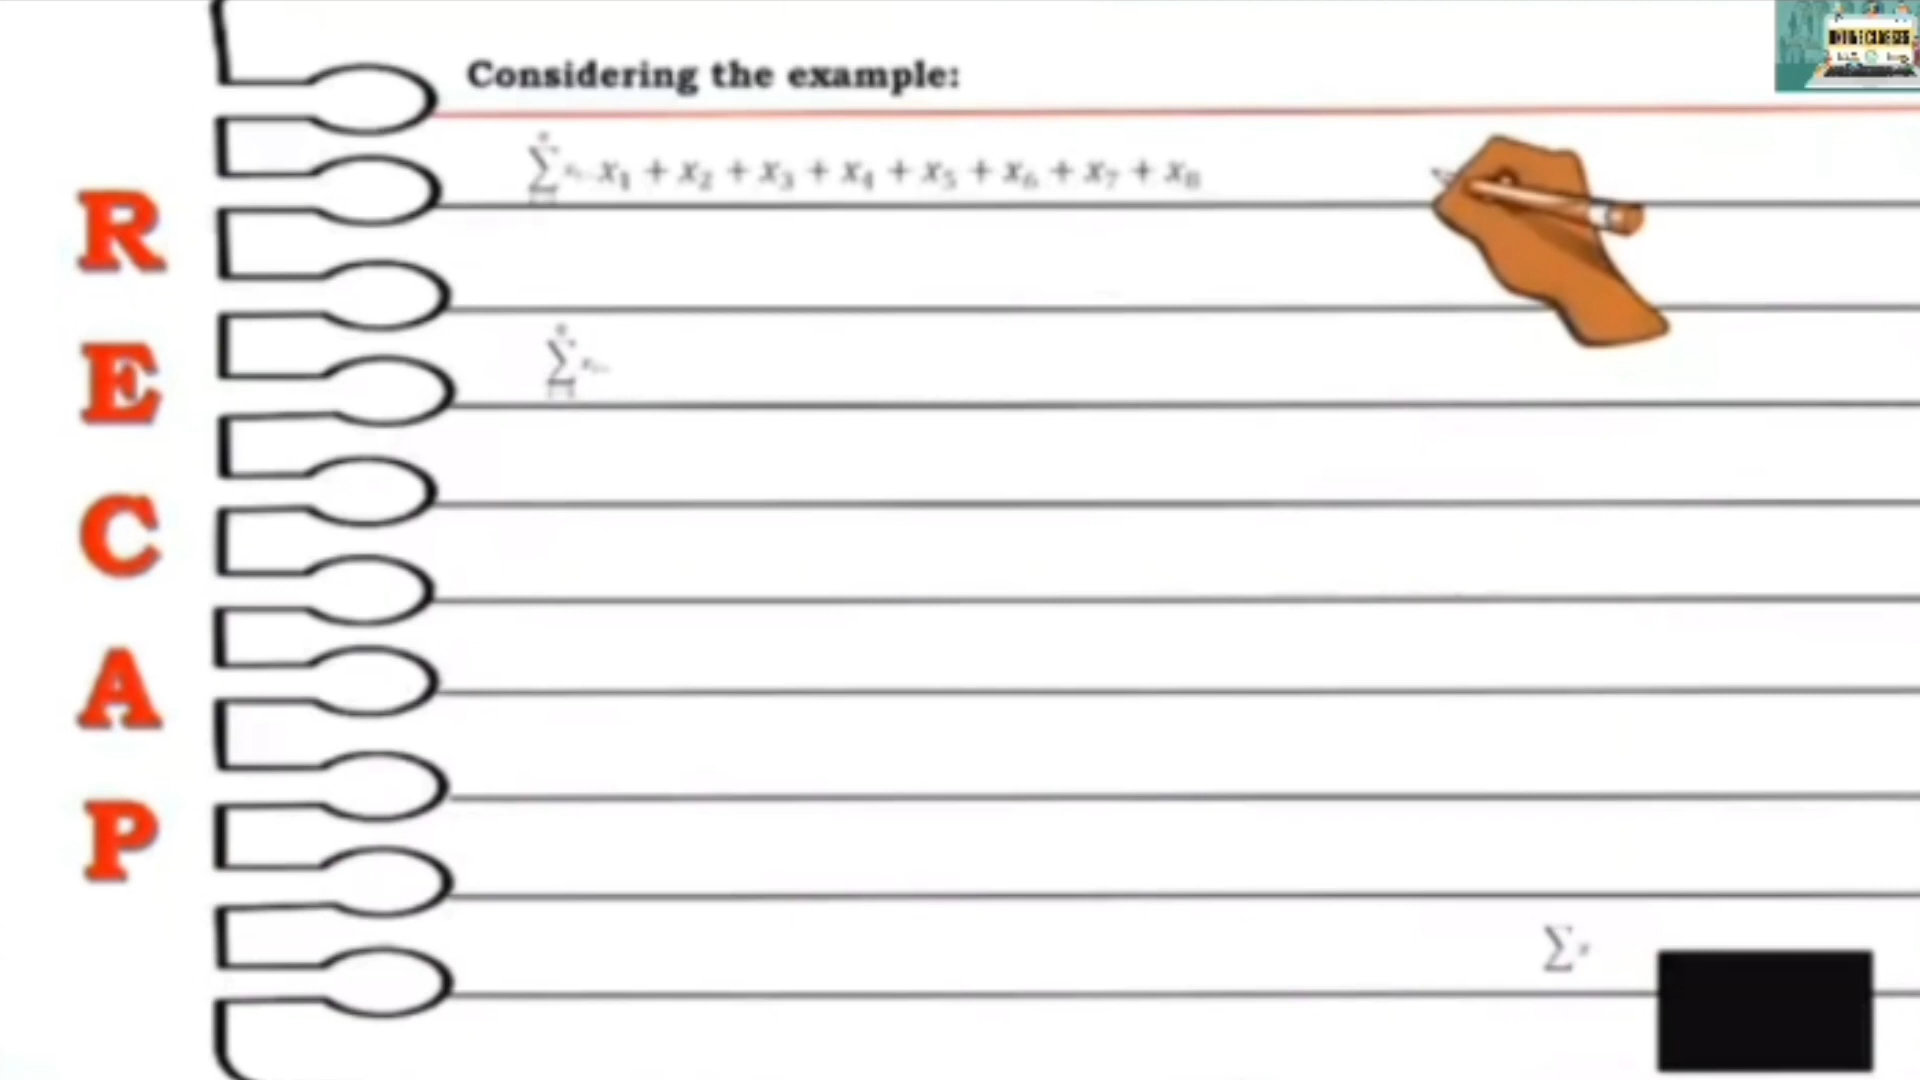 Considering the example:
∑ x₁ + x₂ + x₃ + x₄ + x₅ + x₆ + x₇ + x₈
∑
∑
R
E
C
A
P